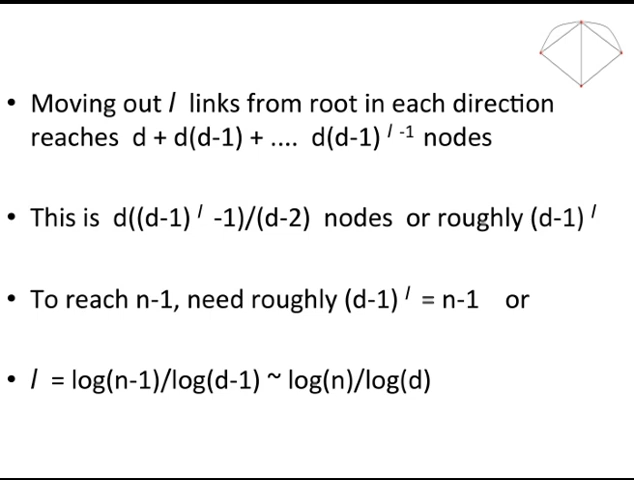 • Moving out l links from root in each direction
reaches d + d(d-1) + .... d(d-1) l -1 nodes
• This is d((d-1) l -1)/(d-2) nodes or roughly (d-1) l
• To reach n-1, need roughly (d-1) l = n-1 or
• l = log(n-1)/log(d-1) ~ log(n)/log(d)